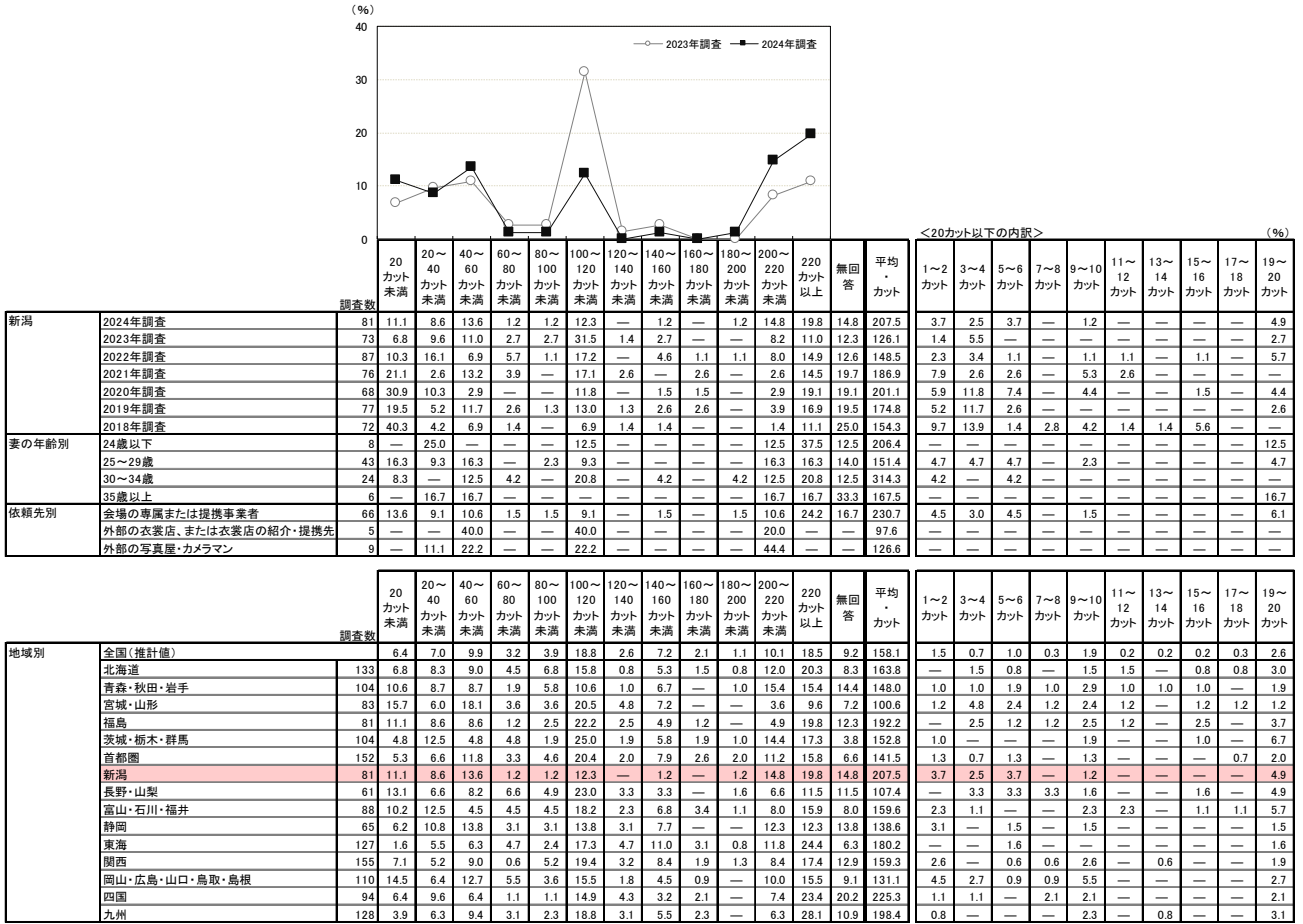 (%)
40
30
20
10
0
2023年調査 2024年調査
<20カット以下の内訳> (%)
調査数 20カット未満 20～40カット未満 40～60カット未満 60～80カット未満 80～100カット未満 100～120カット未満 120～140カット未満 140～160カット未満 160～180カット未満 180～200カット未満 200～220カット未満 220カット以上 無回答 平均・カット 1～2カット 3～4カット 5～6カット 7～8カット 9～10カット 11～12カット 13～14カット 15～16カット 17～18カット 19～20カット
新潟 2024年調査 81 11.1 8.6 13.6 1.2 1.2 12.3 — 1.2 — 1.2 14.8 19.8 14.8 207.5 3.7 2.5 3.7 — 1.2 — — — — 4.9
2023年調査 73 6.8 9.6 11.0 2.7 2.7 31.5 1.4 2.7 — — 8.2 11.0 12.3 126.1 1.4 5.5 — — — — — — — 2.7
2022年調査 87 10.3 16.1 6.9 5.7 1.1 17.2 — 4.6 1.1 1.1 8.0 14.9 12.6 148.5 2.3 3.4 1.1 — 1.1 1.1 — 1.1 — 5.7
2021年調査 76 21.1 2.6 13.2 3.9 — 17.1 2.6 — 2.6 — 2.6 14.5 19.7 186.9 7.9 2.6 2.6 — 5.3 2.6 — — — —
2020年調査 68 30.9 10.3 2.9 — — 11.8 — 1.5 1.5 — 2.9 19.1 19.1 201.1 5.9 11.8 7.4 — 4.4 — — 1.5 — 4.4
2019年調査 77 19.5 5.2 11.7 2.6 1.3 13.0 1.3 2.6 2.6 — 3.9 16.9 19.5 174.8 5.2 11.7 2.6 — — — — — — 2.6
2018年調査 72 40.3 4.2 6.9 1.4 — 6.9 1.4 1.4 — — 1.4 11.1 25.0 154.3 9.7 13.9 1.4 2.8 4.2 1.4 1.4 5.6 — —
妻の年齢別 24歳以下 8 — 25.0 — — — 12.5 — — — — 12.5 37.5 12.5 206.4 — — — — — — — — — 12.5
25～29歳 43 16.3 9.3 16.3 — 2.3 9.3 — — — — 16.3 16.3 14.0 151.4 4.7 4.7 4.7 — 2.3 — — — — 4.7
30～34歳 24 8.3 — 12.5 4.2 — 20.8 — 4.2 — 4.2 12.5 20.8 12.5 314.3 4.2 — 4.2 — — — — — — —
35歳以上 6 — 16.7 16.7 — — — — — — — 16.7 16.7 33.3 167.5 — — — — — — — — — 16.7
依頼先別 会場の専属または提携事業者 66 13.6 9.1 10.6 1.5 1.5 9.1 — 1.5 — 1.5 10.6 24.2 16.7 230.7 4.5 3.0 4.5 — 1.5 — — — — 6.1
外部の衣裳店、または衣裳店の紹介・提携先 5 — — 40.0 — — 40.0 — — — — 20.0 — — 97.6 — — — — — — — — — —
外部の写真屋・カメラマン 9 — 11.1 22.2 — — 22.2 — — — — 44.4 — — 126.6 — — — — — — — — — —
調査数 20カット未満 20～40カット未満 40～60カット未満 60～80カット未満 80～100カット未満 100～120カット未満 120～140カット未満 140～160カット未満 160～180カット未満 180～200カット未満 200～220カット未満 220カット以上 無回答 平均・カット 1～2カット 3～4カット 5～6カット 7～8カット 9～10カット 11～12カット 13～14カット 15～16カット 17～18カット 19～20カット
地域別 全国(推計値) 6.4 7.0 9.9 3.2 3.9 18.8 2.6 7.2 2.1 1.1 10.1 18.5 9.2 158.1 1.5 0.7 1.0 0.3 1.9 0.2 0.2 0.2 0.3 2.6
北海道 133 6.8 8.3 9.0 4.5 6.8 15.8 0.8 5.3 1.5 0.8 12.0 20.3 8.3 163.8 — 1.5 0.8 — 1.5 1.5 — 0.8 0.8 3.0
青森・秋田・岩手 104 10.6 8.7 8.7 1.9 5.8 10.6 1.0 6.7 — 1.0 15.4 15.4 14.4 148.0 1.0 1.0 1.9 1.0 2.9 1.0 1.0 1.0 — 1.9
宮城・山形 83 15.7 6.0 18.1 3.6 3.6 20.5 4.8 7.2 — — 3.6 9.6 7.2 100.6 1.2 4.8 2.4 1.2 2.4 1.2 — 1.2 1.2 1.2
福島 81 11.1 8.6 8.6 1.2 2.5 22.2 2.5 4.9 1.2 — 4.9 19.8 12.3 192.2 — 2.5 1.2 1.2 2.5 1.2 — 2.5 — 3.7
茨城・栃木・群馬 104 4.8 12.5 4.8 4.8 1.9 25.0 1.9 5.8 1.9 1.0 14.4 17.3 3.8 152.8 1.0 — — — 1.9 — — 1.0 — 6.7
首都圏 152 5.3 6.6 11.8 3.3 4.6 20.4 2.0 7.9 2.6 2.0 11.2 15.8 6.6 141.5 1.3 0.7 1.3 — 1.3 — — — 0.7 2.0
新潟 81 11.1 8.6 13.6 1.2 1.2 12.3 — 1.2 — 1.2 14.8 19.8 14.8 207.5 3.7 2.5 3.7 — 1.2 — — — — 4.9
長野・山梨 61 13.1 6.6 8.2 6.6 4.9 23.0 3.3 3.3 — 1.6 6.6 11.5 11.5 107.4 — 3.3 3.3 3.3 1.6 — — 1.6 — 4.9
富山・石川・福井 88 10.2 12.5 4.5 4.5 4.5 18.2 2.3 6.8 3.4 1.1 8.0 15.9 8.0 159.6 2.3 1.1 — — 2.3 2.3 — 1.1 1.1 5.7
静岡 65 6.2 10.8 13.8 3.1 3.1 13.8 3.1 7.7 — — 12.3 12.3 13.8 138.6 3.1 — 1.5 — 1.5 — — — — 1.5
東海 127 1.6 5.5 6.3 4.7 2.4 17.3 4.7 11.0 3.1 0.8 11.8 24.4 6.3 180.2 — — 1.6 — — — — — — 1.6
関西 155 7.1 5.2 9.0 0.6 5.2 19.4 3.2 8.4 1.9 1.3 8.4 17.4 12.9 159.3 2.6 — 0.6 0.6 2.6 — 0.6 — — 1.9
岡山・広島・山口・鳥取・島根 110 14.5 6.4 12.7 5.5 3.6 15.5 1.8 4.5 0.9 — 10.0 15.5 9.1 131.1 4.5 2.7 0.9 0.9 5.5 — — — — 2.7
四国 94 6.4 9.6 6.4 1.1 1.1 14.9 4.3 3.2 2.1 — 7.4 23.4 20.2 225.3 1.1 1.1 — 2.1 2.1 — — — — —
九州 128 3.9 6.3 9.4 3.1 2.3 18.8 3.1 5.5 2.3 — 6.3 28.1 10.9 198.4 0.8 — — — 2.3 — 0.8 — — 3.1